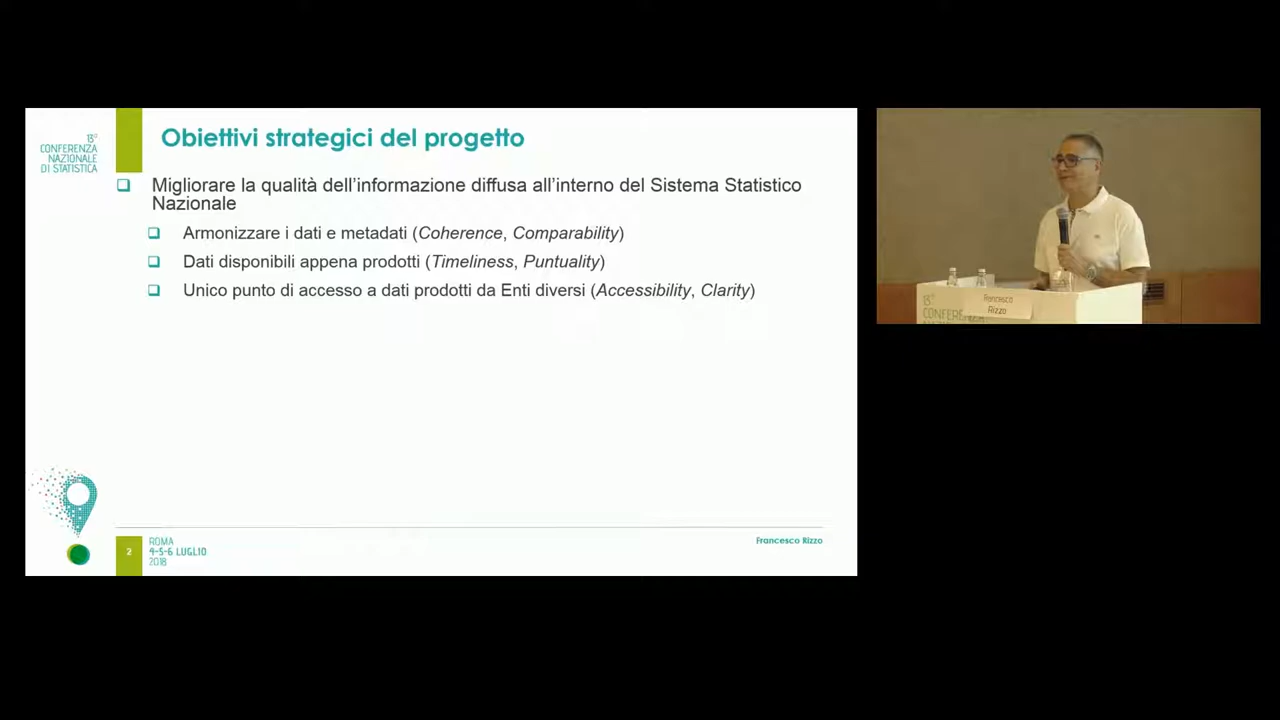 13°
CONFERENZA
NAZIONALE
DI STATISTICA
Obiettivi strategici del progetto
Migliorare la qualità dell'informazione diffusa all'interno del Sistema Statistico
Nazionale
Armonizzare i dati e metadati (Coherence, Comparability)
Dati disponibili appena prodotti (Timeliness, Puntuality)
Unico punto di accesso a dati prodotti da Enti diversi (Accessibility, Clarity)
2
ROMA
4-5-6 LUGLIO
2018
Francesco Rizzo
Francesco
Rizzo
13°
CONFERENZA